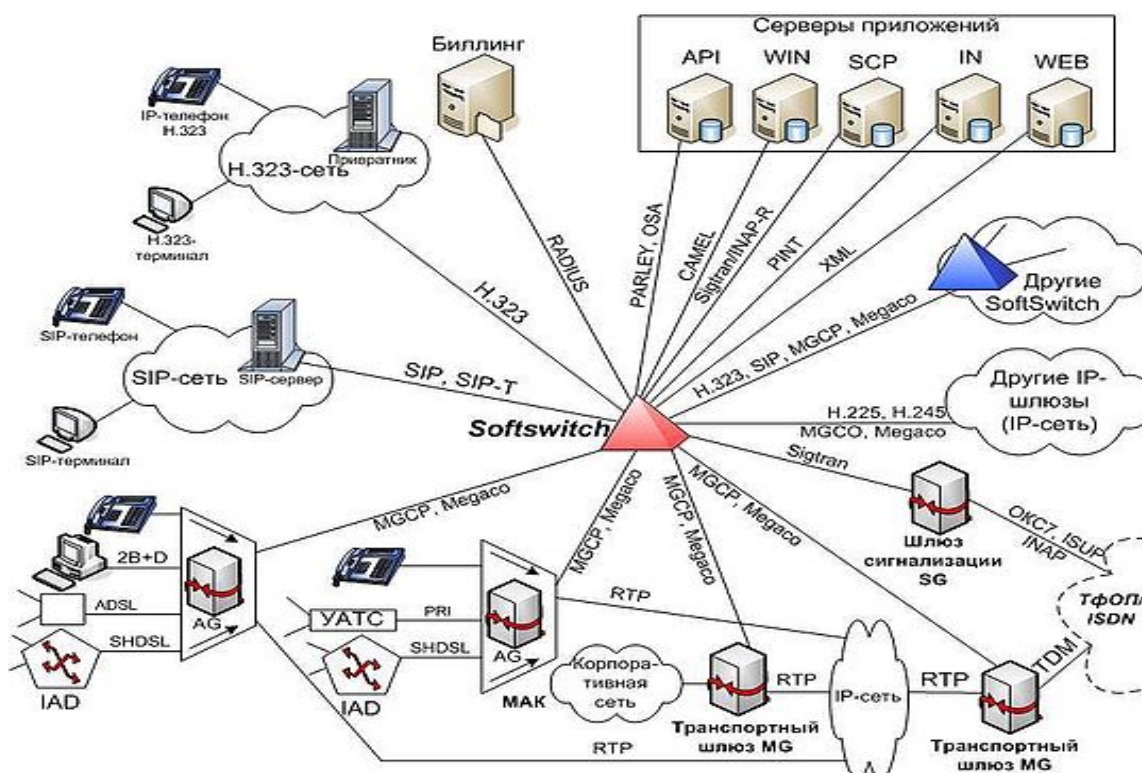 Серверы приложений
Биллинг
API
WIN
SCP
IN
WEB
IP-телефон
H.323
Привратник
H.323-сеть
H.323-
терминал
RADIUS
PARLEY, OSA
CAMEL
Sigtran/INAP-R
PINT
XML
H.323
Другие
SoftSwitch
H.323, SIP, MGCP, Megaco
SIP-телефон
SIP-сеть
SIP-сервер
SIP-терминал
SIP, SIP-T
Softswitch
H.225, H.245
MGCO, Megaco
Другие IP-
шлюзы
(IP-сеть)
Sigtran
MGCP, Megaco
MGCP, Megaco
MGCP, Megaco
MGCP, Megaco
Шлюз
сигнализации
SG
ОКС7, ISUP
INAP
ТфОП/
ISDN
2B+D
ADSL
SHDSL
AG
IAD
УАТС
PRI
SHDSL
AG
IAD
МАК
RTP
Корпора-
тивная
сеть
RTP
IP-сеть
RTP
TDM
Транспортный
шлюз MG
Транспортный
шлюз MG
RTP